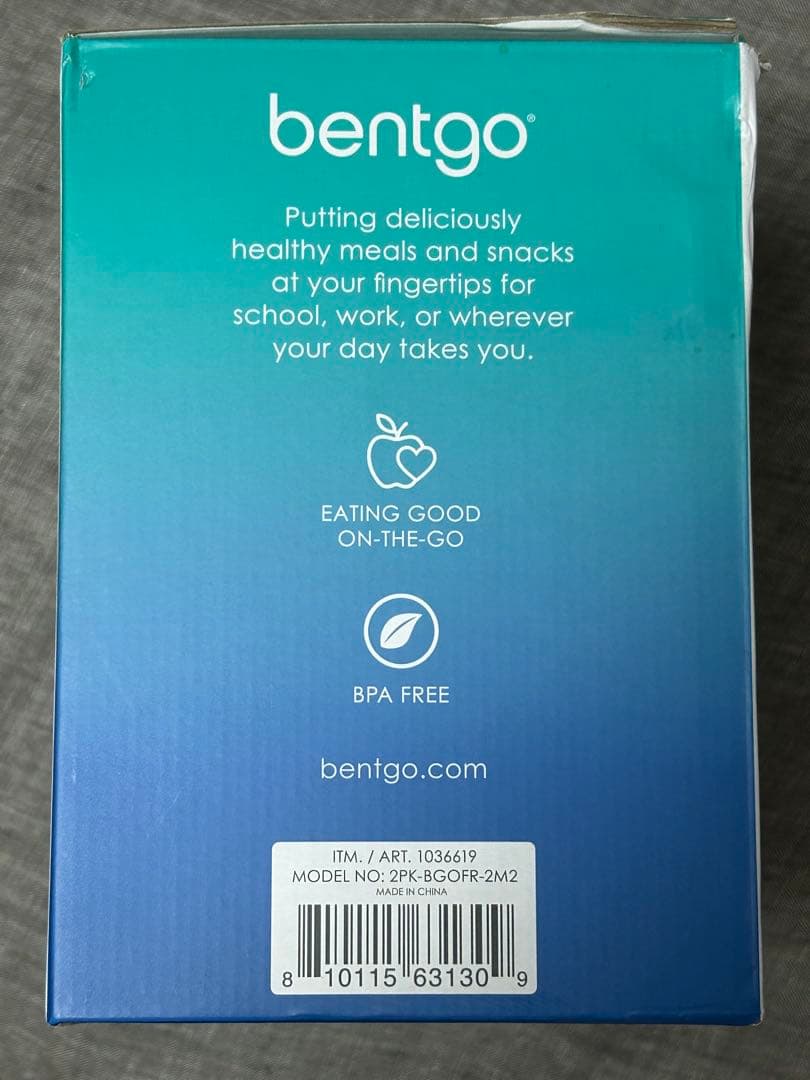 bentgo®
Putting deliciously
healthy meals and snacks
at your fingertips for
school, work, or wherever
your day takes you.
EATING GOOD
ON-THE-GO
BPA FREE
bentgo.com
ITM. / ART. 1036619
MODEL NO: 2PK-BGOFR-2M2
MADE IN CHINA
8 10115 63130 9